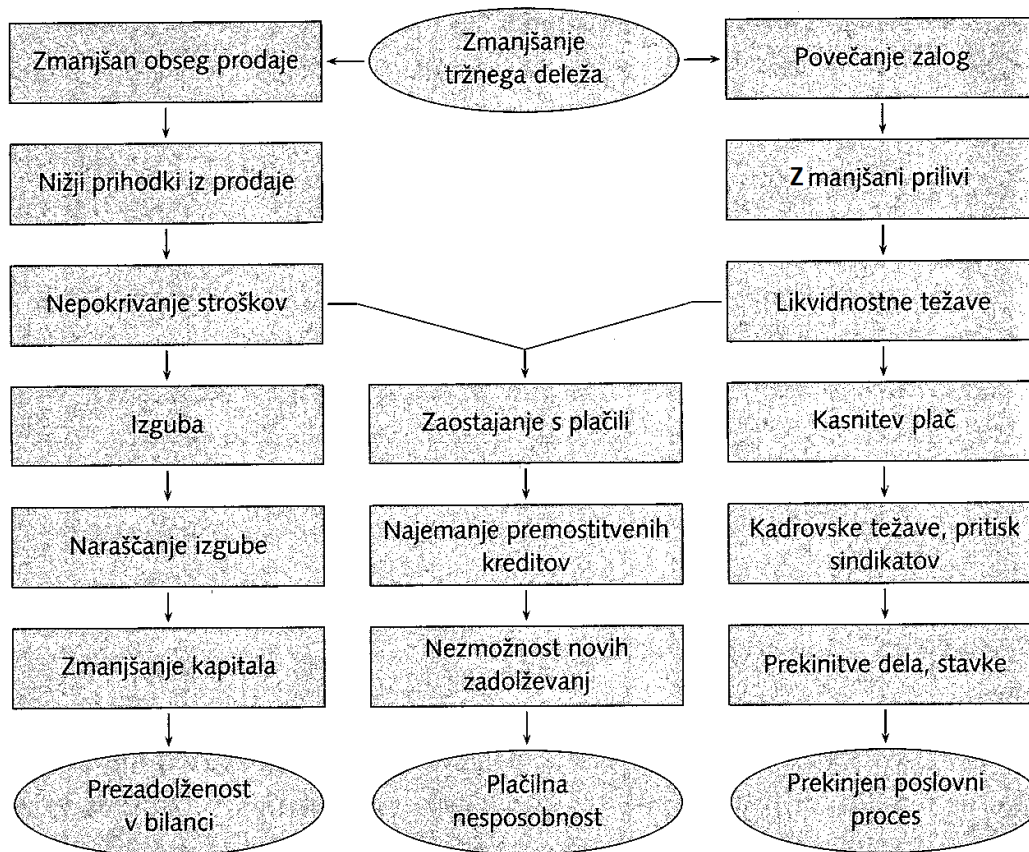 Zmanjšan obseg prodaje
Zmanjšanje
tržnega deleža
Povečanje zalog
Nižji prihodki iz prodaje
Zmanjšani prilivi
Nepokrivanje stroškov
Likvidnostne težave
Izguba
Zaostajanje s plačili
Kasnitev plač
Naraščanje izgube
Najemanje premostitvenih
kreditov
Kadrovske težave, pritisk
sindikatov
Zmanjšanje kapitala
Nezmožnost novih
zadolževanj
Prekinitve dela, stavke
Prezadolženost
v bilanci
Plačilna
nesposobnost
Prekinjen poslovni
proces